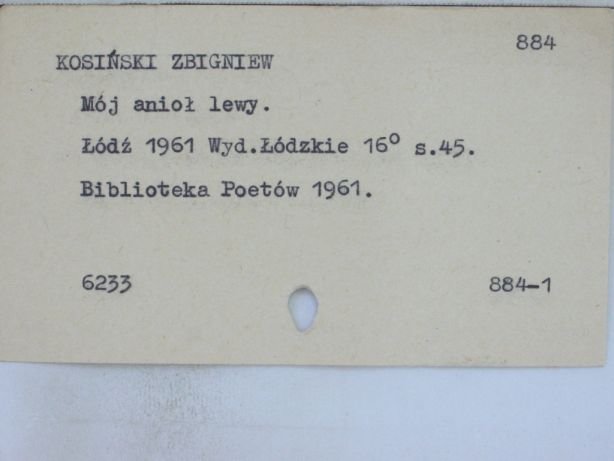 884
KOSIŃSKI ZBIGNIEW
Mój anioł lewy.
Łódź 1961 Wyd.Łódzkie 16° s.45.
Biblioteka Poetów 1961.
6233 884-1